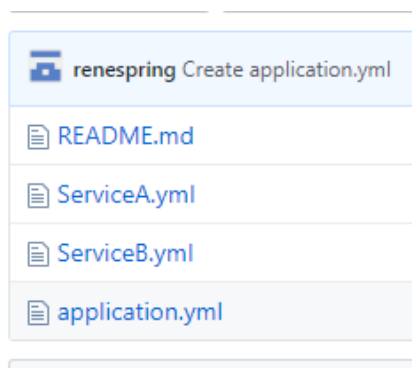 renespring Create application.yml
README.md
ServiceA.yml
ServiceB.yml
application.yml